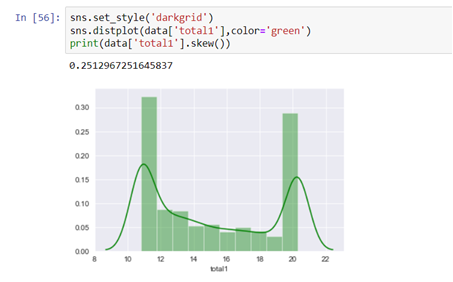 In [56]: sns.set_style('darkgrid')
sns.distplot(data['total1'],color='green')
print(data['total1'].skew())
0.2512967251645837
0.30
0.25
0.20
0.15
0.10
0.05
0.00
8 10 12 14 16 18 20 22
total1